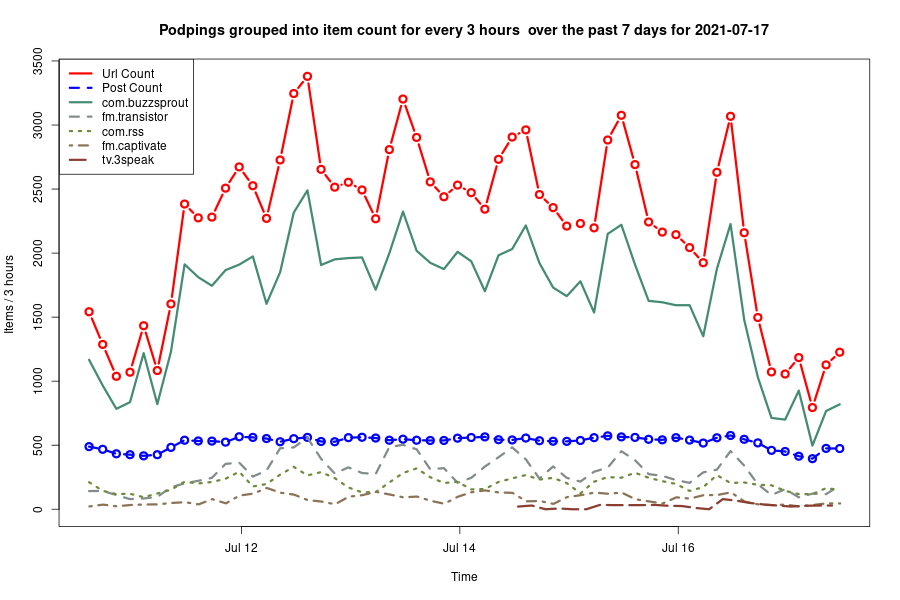 Podpings grouped into item count for every 3 hours  over the past 7 days for 2021-07-17
Url Count
Post Count
com.buzzsprout
fm.transistor
com.rss
fm.captivate
tv.3speak
Items / 3 hours
3500
3000
2500
2000
1500
1000
500
0
Jul 12
Jul 14
Jul 16
Time